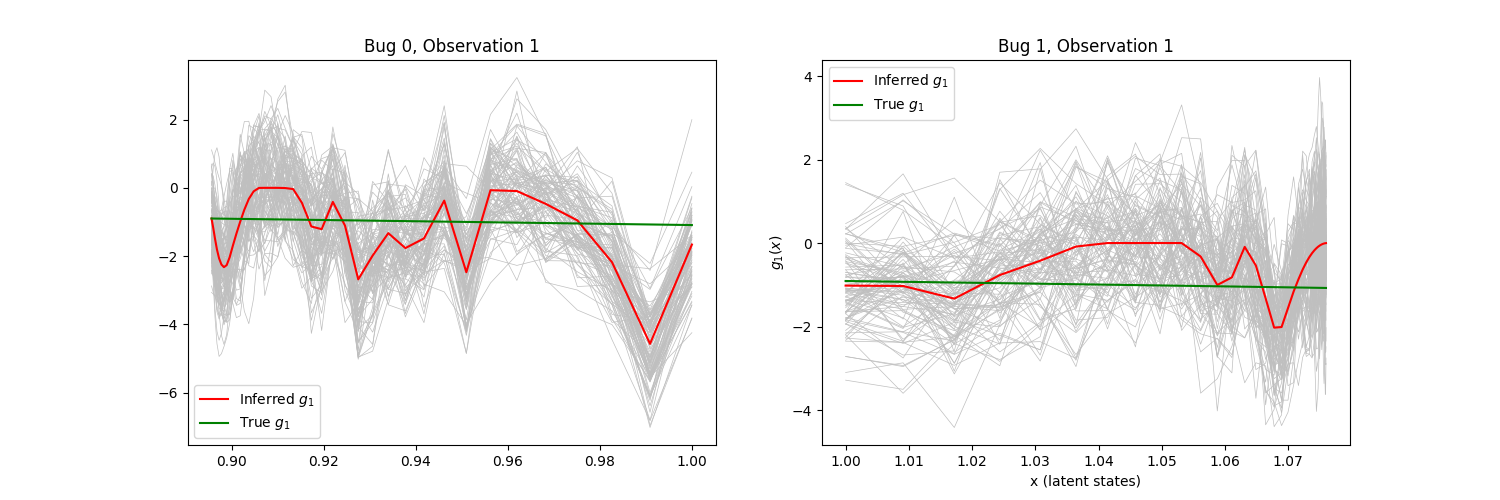 Bug 0, Observation 1
2
0
−2
−4
−6
Inferred g₁
True g₁
0.90 0.92 0.94 0.96 0.98 1.00
Bug 1, Observation 1
4
2
0
−2
−4
g₁(x)
Inferred g₁
True g₁
1.00 1.01 1.02 1.03 1.04 1.05 1.06 1.07
x (latent states)